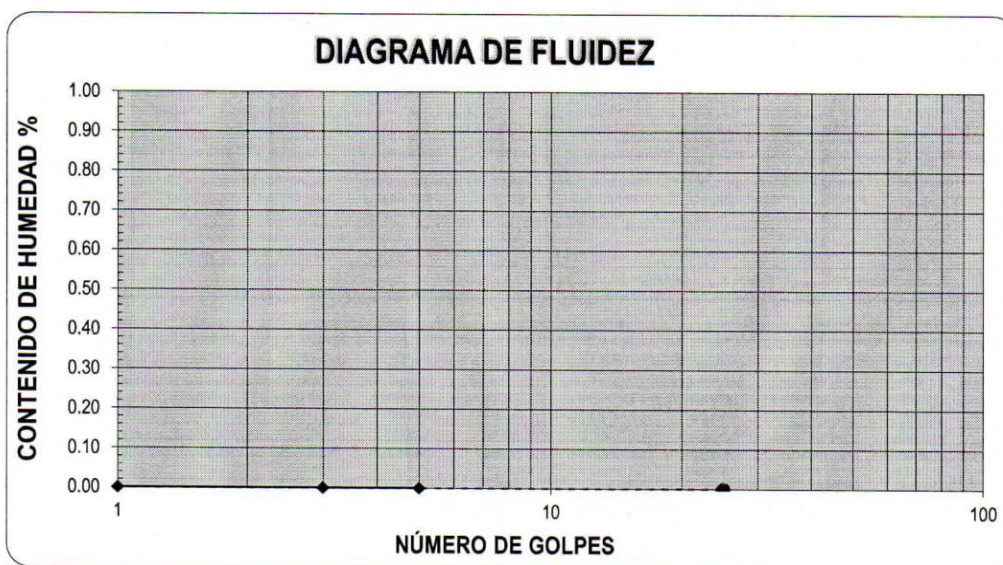 DIAGRAMA DE FLUIDEZ
CONTENIDO DE HUMEDAD %
1.00
0.90
0.80
0.70
0.60
0.50
0.40
0.30
0.20
0.10
0.00
1 10 100
NÚMERO DE GOLPES